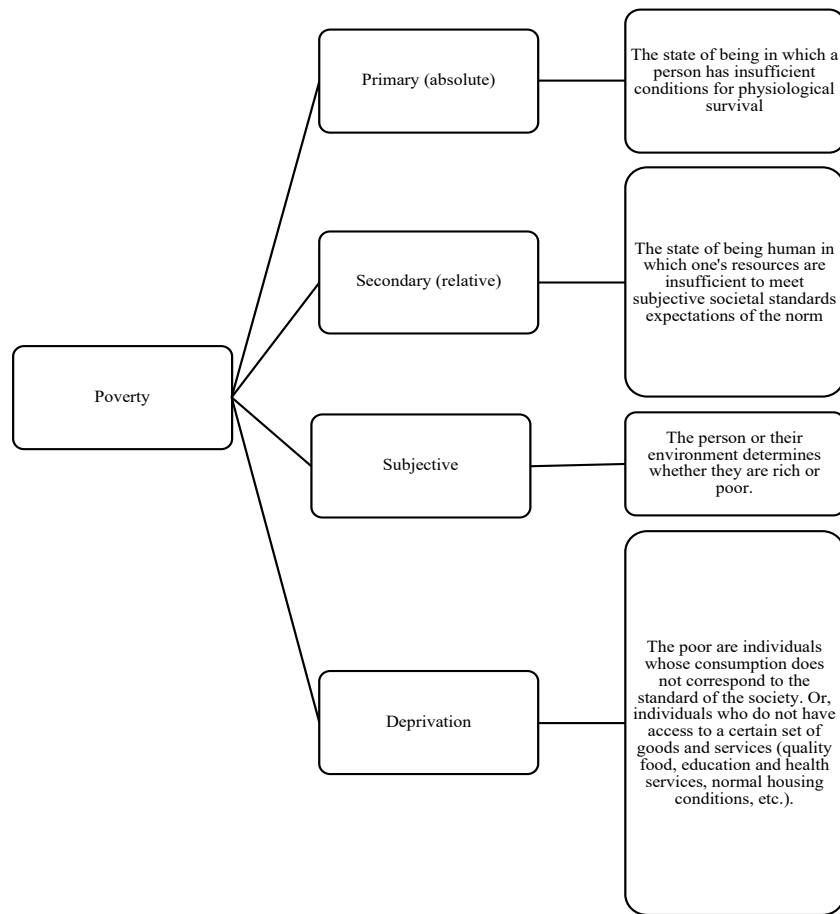 Poverty
Primary (absolute)
The state of being in which a
person has insufficient
conditions for physiological
survival
Secondary (relative)
The state of being human in
which one's resources are
insufficient to meet
subjective societal standards
expectations of the norm
Subjective
The person or their
environment determines
whether they are rich or
poor.
Deprivation
The poor are individuals
whose consumption does
not correspond to the
standard of the society. Or,
individuals who do not have
access to a certain set of
goods and services (quality
food, education and health
services, normal housing
conditions, etc.).